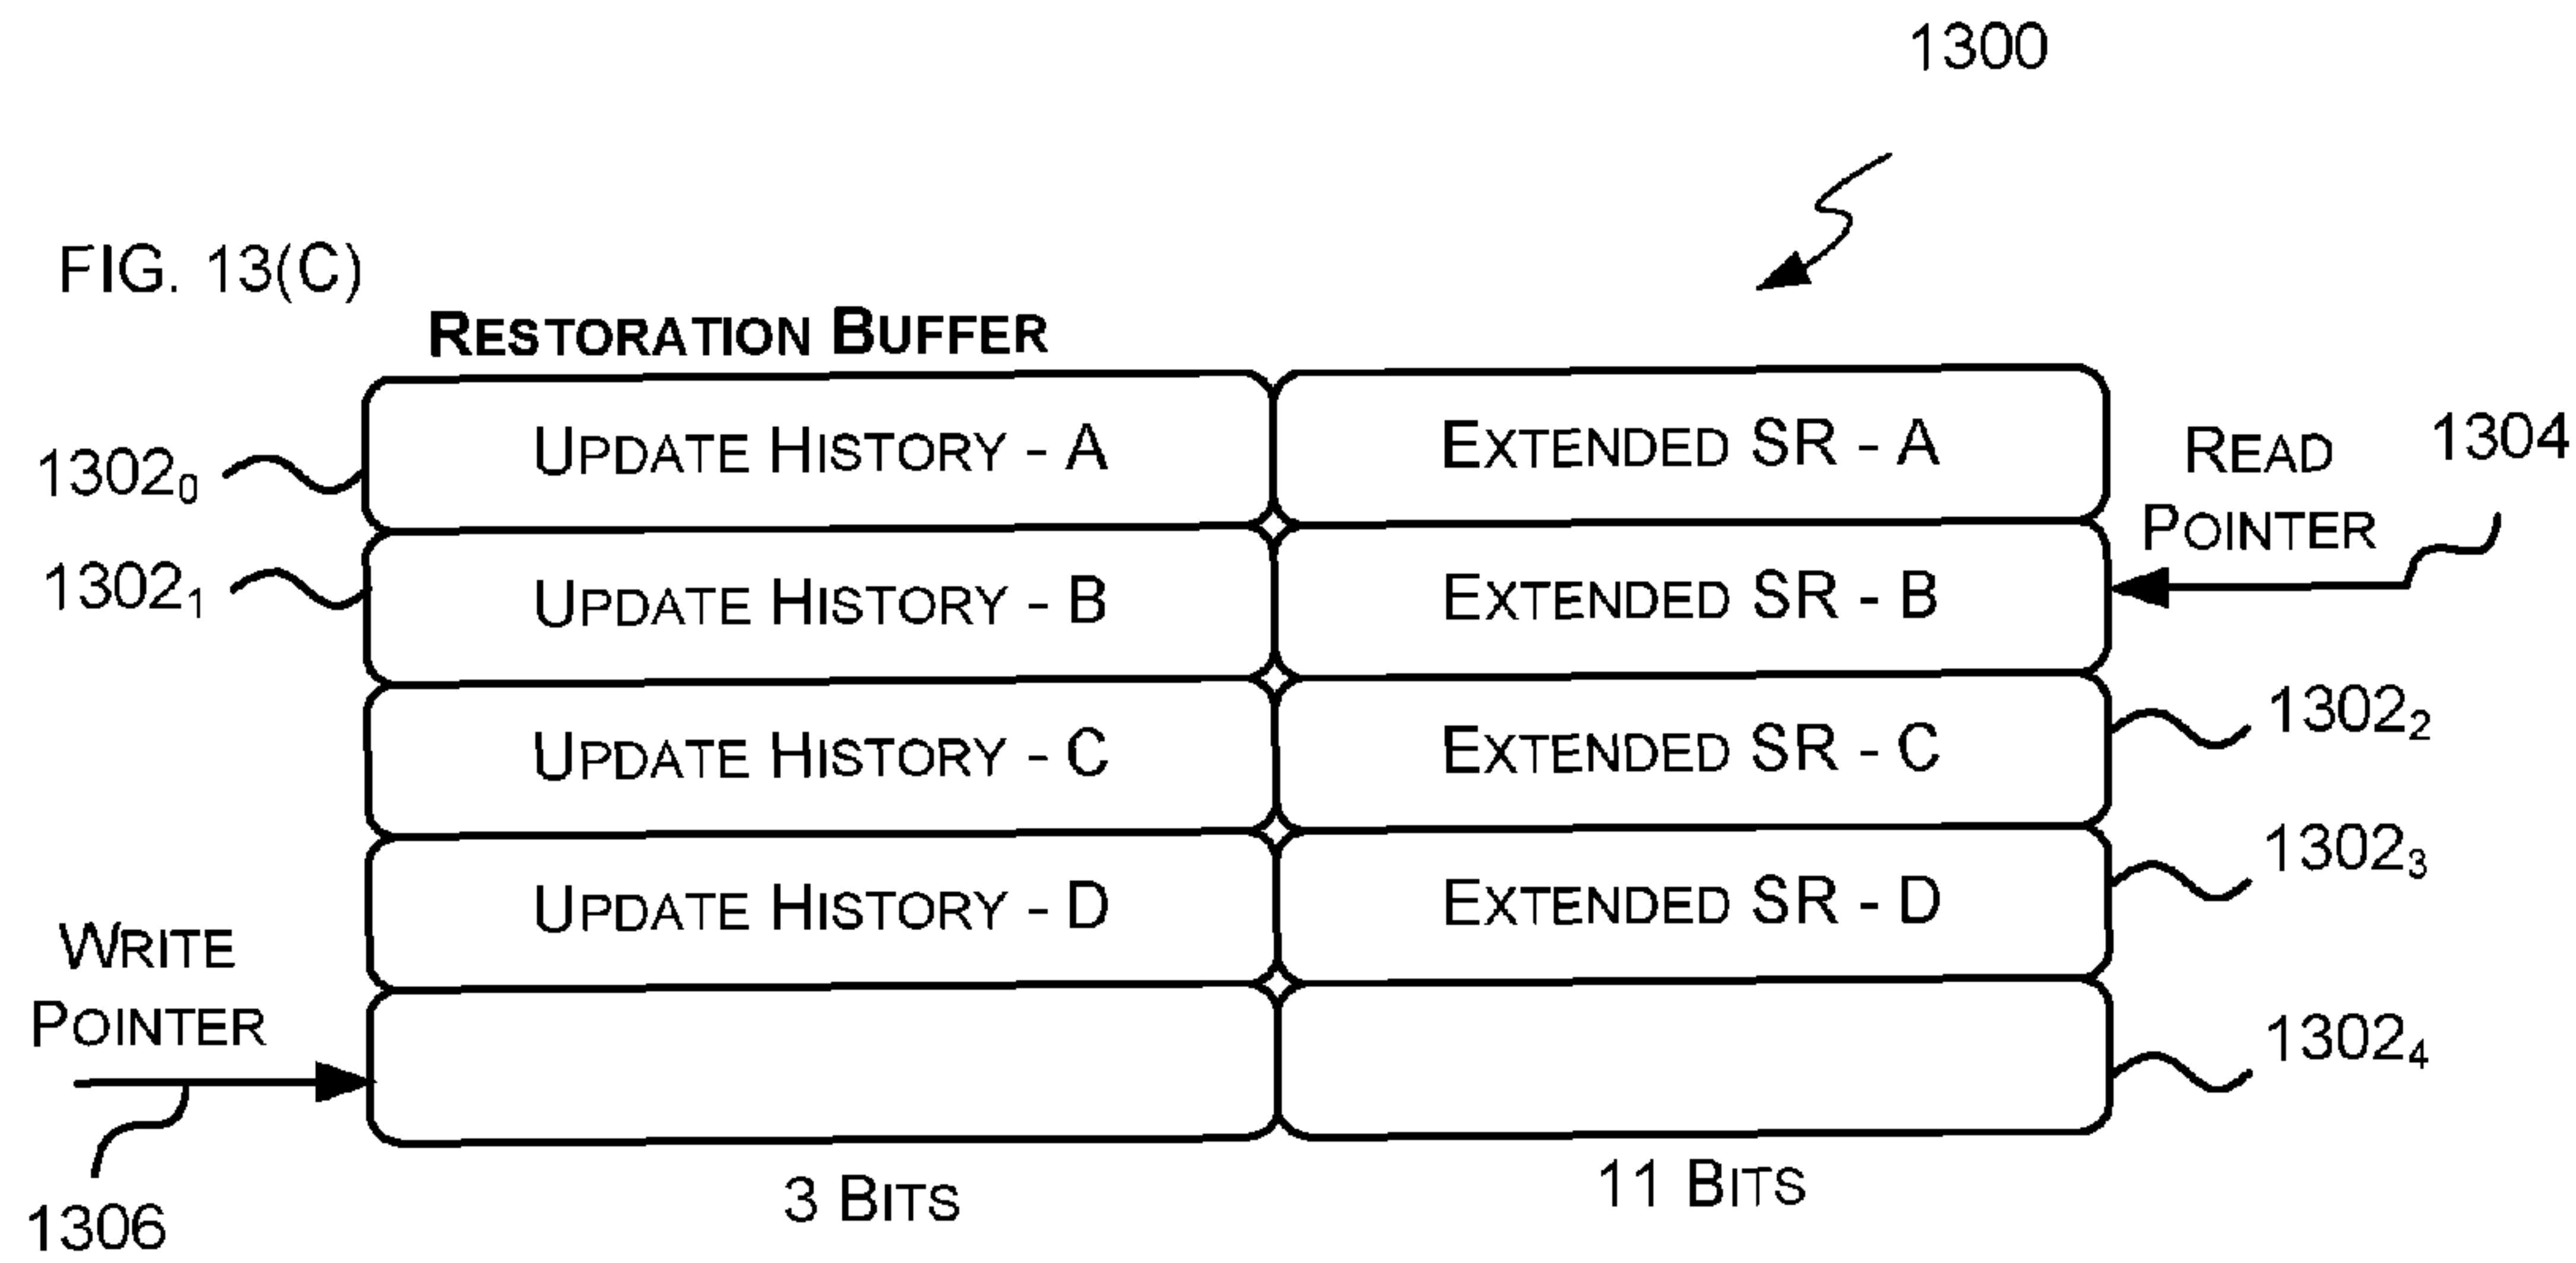 1300
FIG. 13(C)
RESTORATION BUFFER
1302₀
UPDATE HISTORY - A
EXTENDED SR - A
READ
POINTER
1304
1302₁
UPDATE HISTORY - B
EXTENDED SR - B
UPDATE HISTORY - C
EXTENDED SR - C
1302₂
UPDATE HISTORY - D
EXTENDED SR - D
1302₃
WRITE
POINTER
1302₄
1306
3 BITS
11 BITS